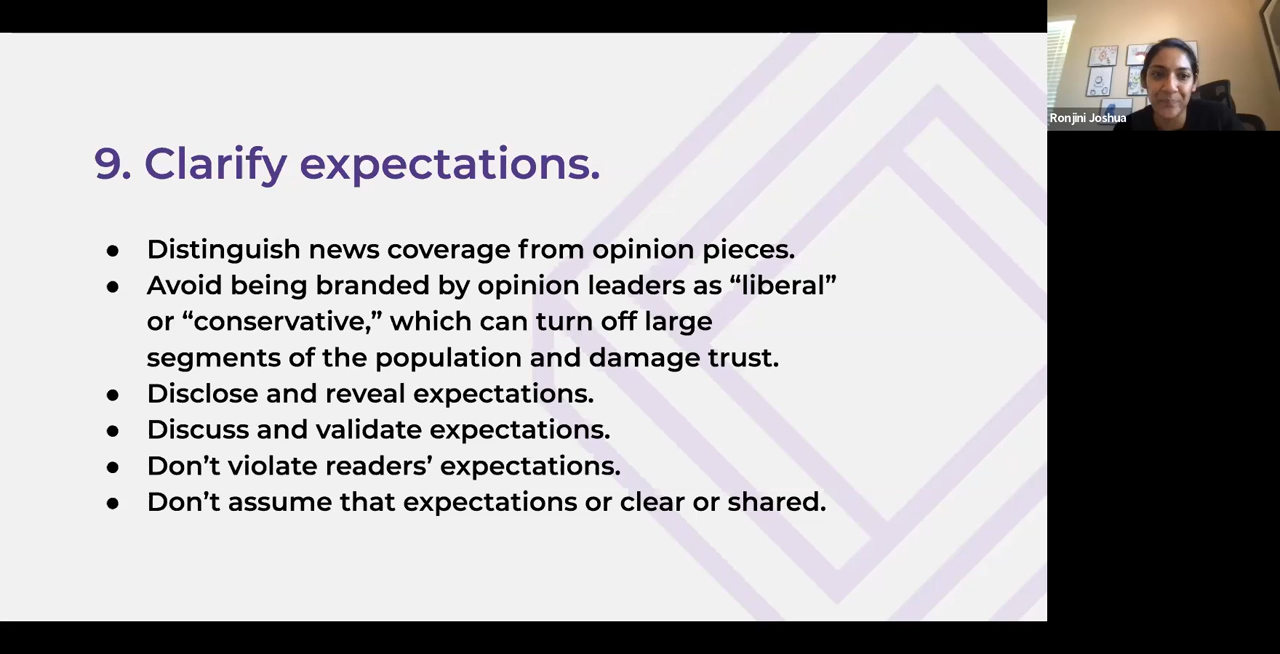 9. Clarify expectations.
● Distinguish news coverage from opinion pieces.
● Avoid being branded by opinion leaders as “liberal”
or “conservative,” which can turn off large
segments of the population and damage trust.
● Disclose and reveal expectations.
● Discuss and validate expectations.
● Don’t violate readers’ expectations.
● Don’t assume that expectations or clear or shared.
Ronjini Joshua